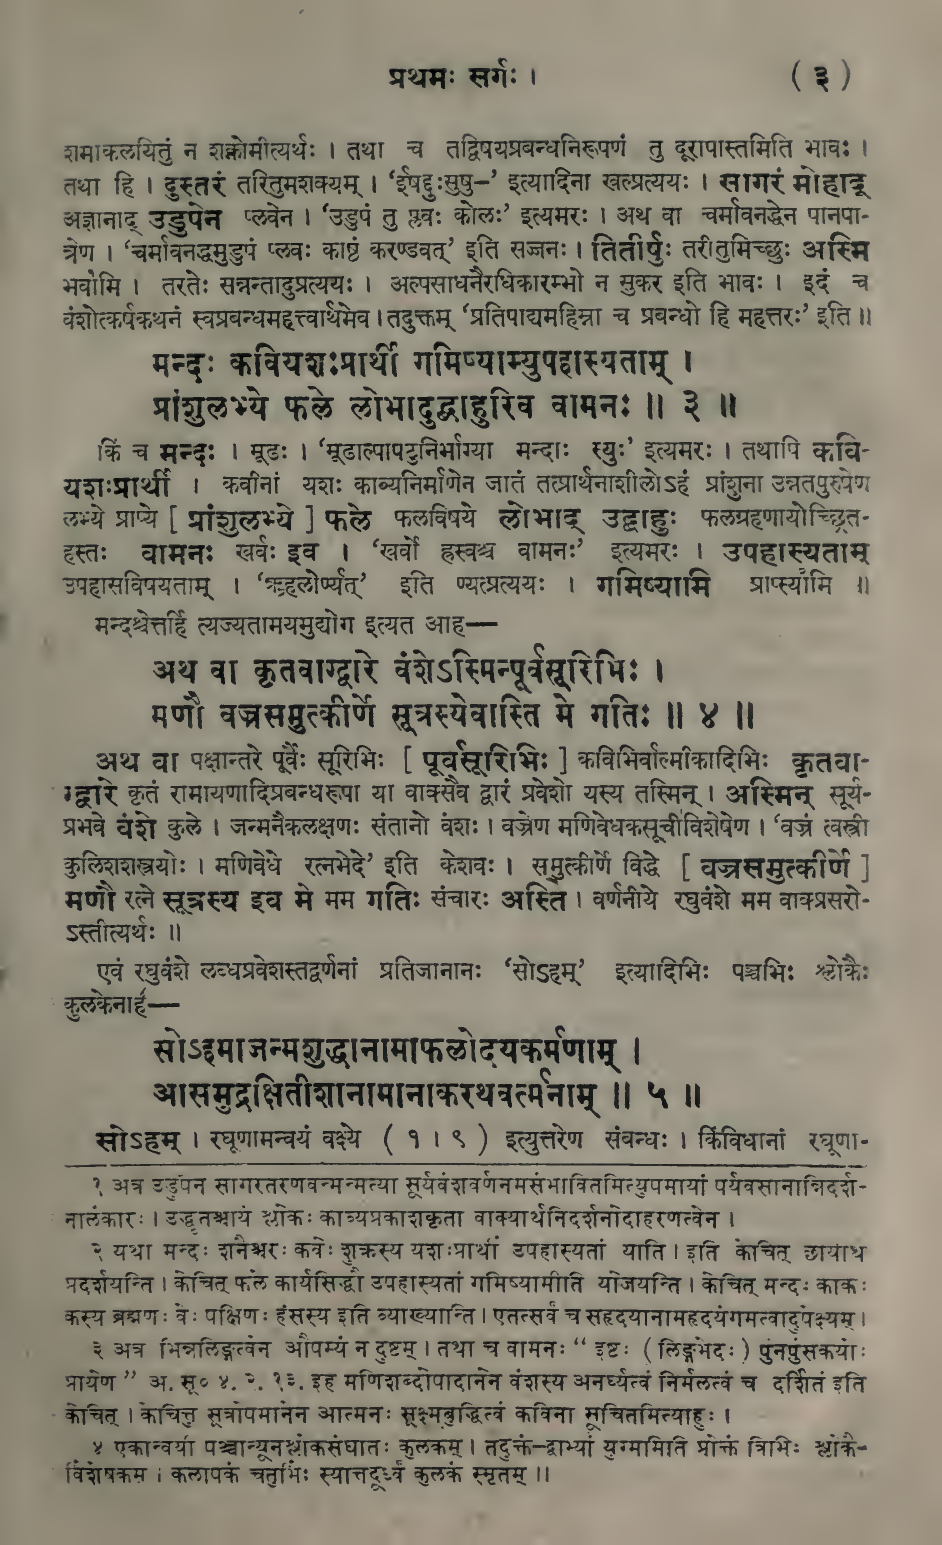 प्रथमः सर्गः ।
( ३ )
शमाकलयितुं न शक्नोमीत्यर्थः । तथा च तद्विषयप्रबन्धनिरूपणं तु दूरापास्तमिति भावः ।
तथा हि । दुस्तरं तरितुमशक्यम् । ‘ईषद्दुःसुषु-’ इत्यादिना खल्प्रत्ययः । सागरं मोहाद्
अज्ञानाद् उडुपेन प्लवेन । ‘उडुपं तु प्लवः कोलः’ इत्यमरः । अथ वा चर्मावनद्धेन पानपा-
त्रेण । ‘चर्मावनद्धमुडुपं प्लवः काष्ठं करण्डवत्’ इति सज्जनः । तितीर्षुः तरीतुमिच्छुः अस्मि
भवामि । तरतेः सन्नन्तादुप्रत्ययः । अल्पसाधनैरधिकारम्भो न सुकर इति भावः । इदं च
वंशोत्कर्षकथनं स्वप्रबन्धमहत्त्वार्थमेव । तदुक्तम् ‘प्रतिपाद्यमहिम्ना च प्रबन्धो हि महत्तरः’ इति ॥
मन्दः कवियशःप्रार्थी गमिष्याम्युपहास्यताम् ।
प्रांशुलभ्ये फले लोभादुद्बाहुरिव वामनः ॥ ३ ॥
किं च मन्दः । मूढः । ‘मूढाल्पापटुनिर्भाग्या मन्दाः स्युः’ इत्यमरः । तथापि कवि-
यशःप्रार्थी । कवीनां यशः काव्यनिर्माणेन जातं तत्प्रार्थनाशीलोऽहं प्रांशुना उन्नतपुरुषेण
लभ्ये प्राप्ये [ प्रांशुलभ्ये ] फले फलविषये लोभाद् उद्बाहुः फलग्रहणायोच्छ्रित-
हस्तः वामनः खर्वः इव । ‘खर्वो ह्रस्वश्च वामनः’ इत्यमरः । उपहास्यताम्
उपहासविषयताम् । ‘ऋहलोर्ण्यत्’ इति ण्यत्प्रत्ययः । गमिष्यामि प्राप्स्यामि ॥
मन्दश्चेत्तर्हि त्यज्यतामयमुद्योग इत्यत आह—
अथ वा कृतवाग्द्वारे वंशेऽस्मिन्पूर्वसूरिभिः ।
मणौ वज्रसमुत्कीर्णे सूत्रस्येवास्ति मे गतिः ॥ ४ ॥
अथ वा पक्षान्तरे पूर्वैः सूरिभिः [ पूर्वसूरिभिः ] कविभिर्वाल्मीकादिभिः कृतवा-
ग्द्वारे कृतं रामायणादिप्रबन्धरूपा या वाक्सैव द्वारं प्रवेशो यस्य तस्मिन् । अस्मिन् सूर्य-
प्रभवे वंशे कुले । जन्मनैकलक्षणः संतानो वंशः । वज्रेण मणिवेधकसूचीविशेषेण । ‘वज्रं त्वस्त्री
कुलिशशस्त्रयोः । मणिवेधे रत्नभेदे’ इति केशवः । समुत्कीर्णे विद्धे [ वज्रसमुत्कीर्णे ]
मणौ रत्ने सूत्रस्य इव मे मम गतिः संचारः अस्ति । वर्णनीये रघुवंशे मम वाक्प्रसरो-
ऽस्तीत्यर्थः ॥
एवं रघुवंशे लब्धप्रवेशस्तद्वर्णनां प्रतिजानानः ‘सोऽहम्’ इत्यादिभिः पञ्चभिः श्लोकैः
कुलकेनाह—
सोऽहमाजन्मशुद्धानामाफलोदयकर्मणाम् ।
आसमुद्रक्षितीशानामानाकरथवर्त्मनाम् ॥ ५ ॥
सोऽहम् । रघूणामन्वयं वक्ष्ये ( १ । ९ ) इत्युत्तरेण संबन्धः । किंविधानां रघूणा-
१ अत्र उडुपेन सागरतरणवन्मन्मत्या सूर्यवंशवर्णनमसंभावितमित्युपमायां पर्यवसानान्निदर्श-
नालंकारः । उद्धृतश्चायं श्लोकः काव्यप्रकाशकृता वाक्यार्थनिदर्शनोदाहरणत्वेन ।
२ यथा मन्दः शनैश्चरः कवेः शुक्रस्य यशःप्रार्थी उपहास्यतां याति । इति केचित् छायार्थं
प्रदर्शयन्ति । केचित् फले कार्यसिद्धौ उपहास्यतां गमिष्यामीति योजयन्ति । केचित् मन्दः काकः
कस्य ब्रह्मणः वेः पक्षिणः हंसस्य इति व्याख्यान्ति । एतत्सर्वं च सहृदयानामहृदयंगमत्वादुपेक्ष्यम् ।
३ अत्र भिन्नलिङ्गत्वेन औपम्यं न दुष्टम् । तथा च वामनः “ इष्टः ( लिङ्गभेदः ) पुंनपुंसकयोः
प्रायेण ” अ. सू० ४. २. १३. इह मणिशब्दोपादानेन वंशस्य अनर्घ्यत्वं निर्मलत्वं च दर्शितं इति
केचित् । केचित्तु सूत्रोपमानेन आत्मनः सूक्ष्मबुद्धित्वं कविना सूचितमित्याहुः ।
४ एकान्वयी पञ्चान्यूनश्लोकसंघातः कुलकम् । तदुक्तं-द्वाभ्यां युग्ममिति प्रोक्तं त्रिभिः श्लोकै-
र्विशेषकम् । कलापकं चतुर्भिः स्यात्तदूर्ध्वं कुलकं स्मृतम् ॥